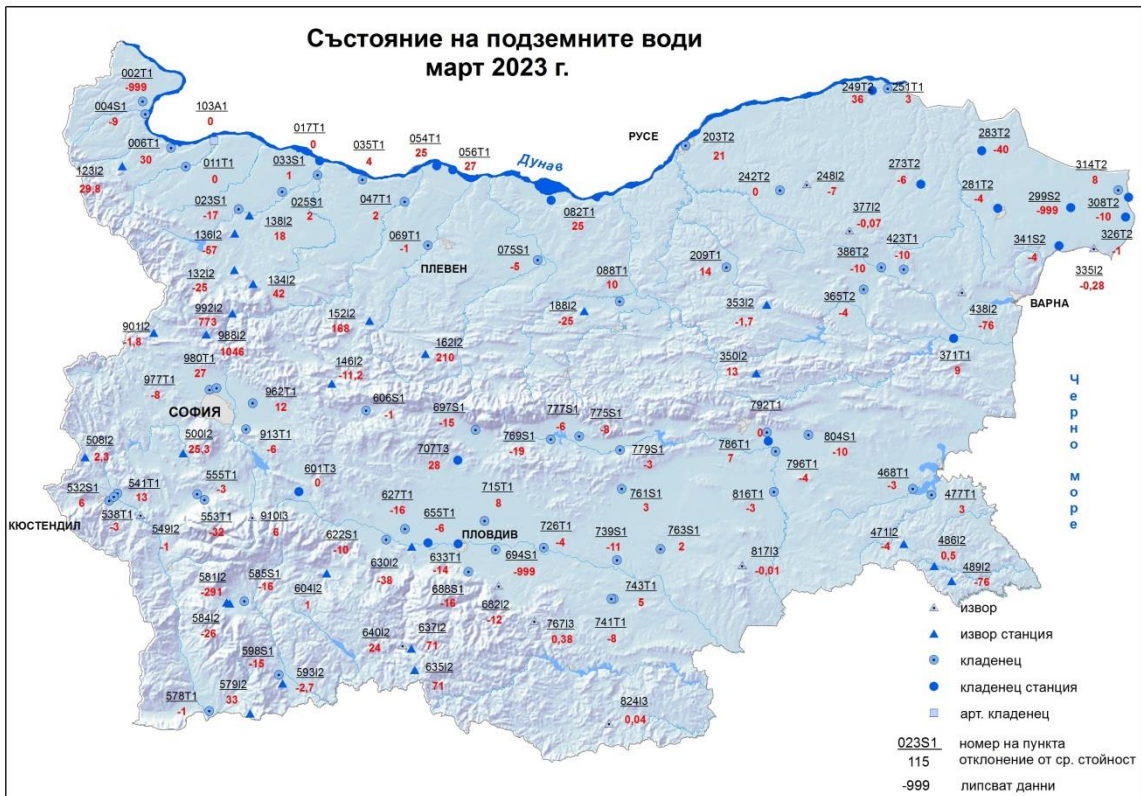 Състояние на подземните води
март 2023 г.
002T1
-999
004S1
-9
103A1
0
006T1
30
011T1
0
123I2
29,8
017T1
0
033S1
1
025S1
2
035T1
4
054T1
25
056T1
27
047T1
2
Дунав
РУСЕ
203T2
21
249T2
36
251T1
3
283T2
-40
273T2
-6
242T2
0
248I2
-7
281T2
-4
299S2
-999
314T2
8
308T2
-10
326T2
-1
377I2
-0,07
386T2
-10
423T1
-10
341S2
-4
335I2
-0,28
023S1
-17
138I2
18
136I2
-57
132I2
-25
134I2
42
069T1
-1
ПЛЕВЕН
075S1
-5
082T1
25
088T1
10
209T1
14
365T2
-4
438I2
-76
ВАРНА
992I2
773
901I2
-1,8
988I2
1046
152I2
168
162I2
210
188I2
-25
353I2
-1,7
350I2
13
371T1
9
980T1
27
977T1
-8
СОФИЯ
962T1
12
146I2
-11,2
606S1
-1
697S1
-15
777S1
-6
775S1
-8
769S1
-19
779S1
-3
792T1
0
786T1
7
804S1
-10
796T1
-4
Черно море
508I2
2,3
500I2
25,3
913T1
-6
707T3
28
532S1
6
541T1
13
538T1
-3
КЮСТЕНДИЛ
555T1
-3
553T1
-32
549I2
-1
910I3
6
601T3
0
627T1
-16
622S1
-10
655T1
-6
715T1
8
ПЛОВДИВ
633T1
-14
630I2
-38
694S1
-999
688S1
-16
682I2
-12
726T1
-4
761S1
3
739S1
-11
763S1
2
816T1
-3
817I3
-0,01
468T1
-3
477T1
3
471I2
-4
486I2
0,5
489I2
-76
581I2
-291
585S1
-16
584I2
-26
604I2
1
640I2
24
637I2
71
635I2
71
767I3
0,38
743T1
5
741T1
-8
598S1
-15
593I2
-2,7
579I2
33
578T1
-1
824I3
0,04
извор
извор станция
кладенец
кладенец станция
арт. кладенец
023S1 номер на пункта
115 отклонение от ср. стойност
-999 липсват данни